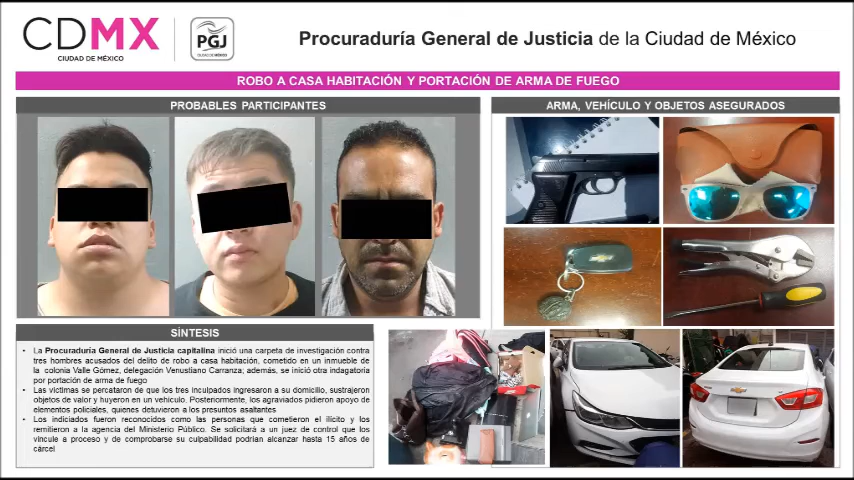 CDMX
CIUDAD DE MÉXICO
PGJ
Procuraduría General de Justicia de la Ciudad de México
ROBO A CASA HABITACIÓN Y PORTACIÓN DE ARMA DE FUEGO
PROBABLES PARTICIPANTES
ARMA, VEHÍCULO Y OBJETOS ASEGURADOS
SÍNTESIS
• La Procuraduría General de Justicia capitalina inició una carpeta de investigación contra
tres hombres acusados del delito de robo a casa habitación, cometido en un inmueble de
la colonia Valle Gómez, delegación Venustiano Carranza; además, se inició otra indagatoria
por portación de arma de fuego
• Las víctimas se percataron de que los tres inculpados ingresaron a su domicilio, sustrajeron
objetos de valor y huyeron en un vehículo. Posteriormente, los agraviados pidieron apoyo de
elementos policiales, quienes detuvieron a los presuntos asaltantes
• Los indiciados fueron reconocidos como las personas que cometieron el ilícito y los
remitieron a la agencia del Ministerio Público. Se solicitará a un juez de control que los
vincule a proceso y de comprobarse su culpabilidad podrían alcanzar hasta 15 años de
cárcel